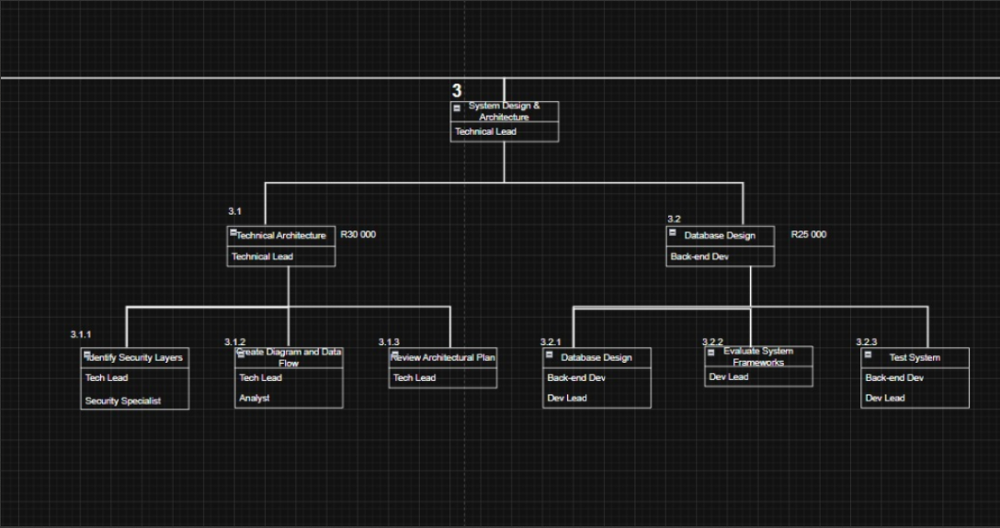 3
System Design &
Architecture
Technical Lead
3.1
Technical Architecture
R30 000
Technical Lead
3.2
Database Design
R25 000
Back-end Dev
3.1.1
Identify Security Layers
Tech Lead
Security Specialist
3.1.2
Create Diagram and Data
Flow
Tech Lead
Analyst
3.1.3
Review Architectural Plan
Tech Lead
3.2.1
Database Design
Back-end Dev
Dev Lead
3.2.2
Evaluate System
Frameworks
Dev Lead
3.2.3
Test System
Back-end Dev
Dev Lead